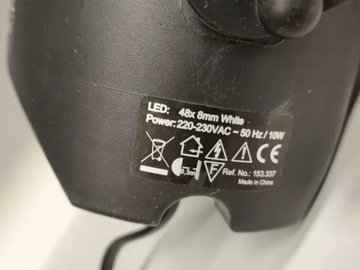 LED: 48x 8mm White
Power: 220-230VAC ~ 50 Hz / 10W
CE
0,3m F Ref. No.: 153.337
Made in China